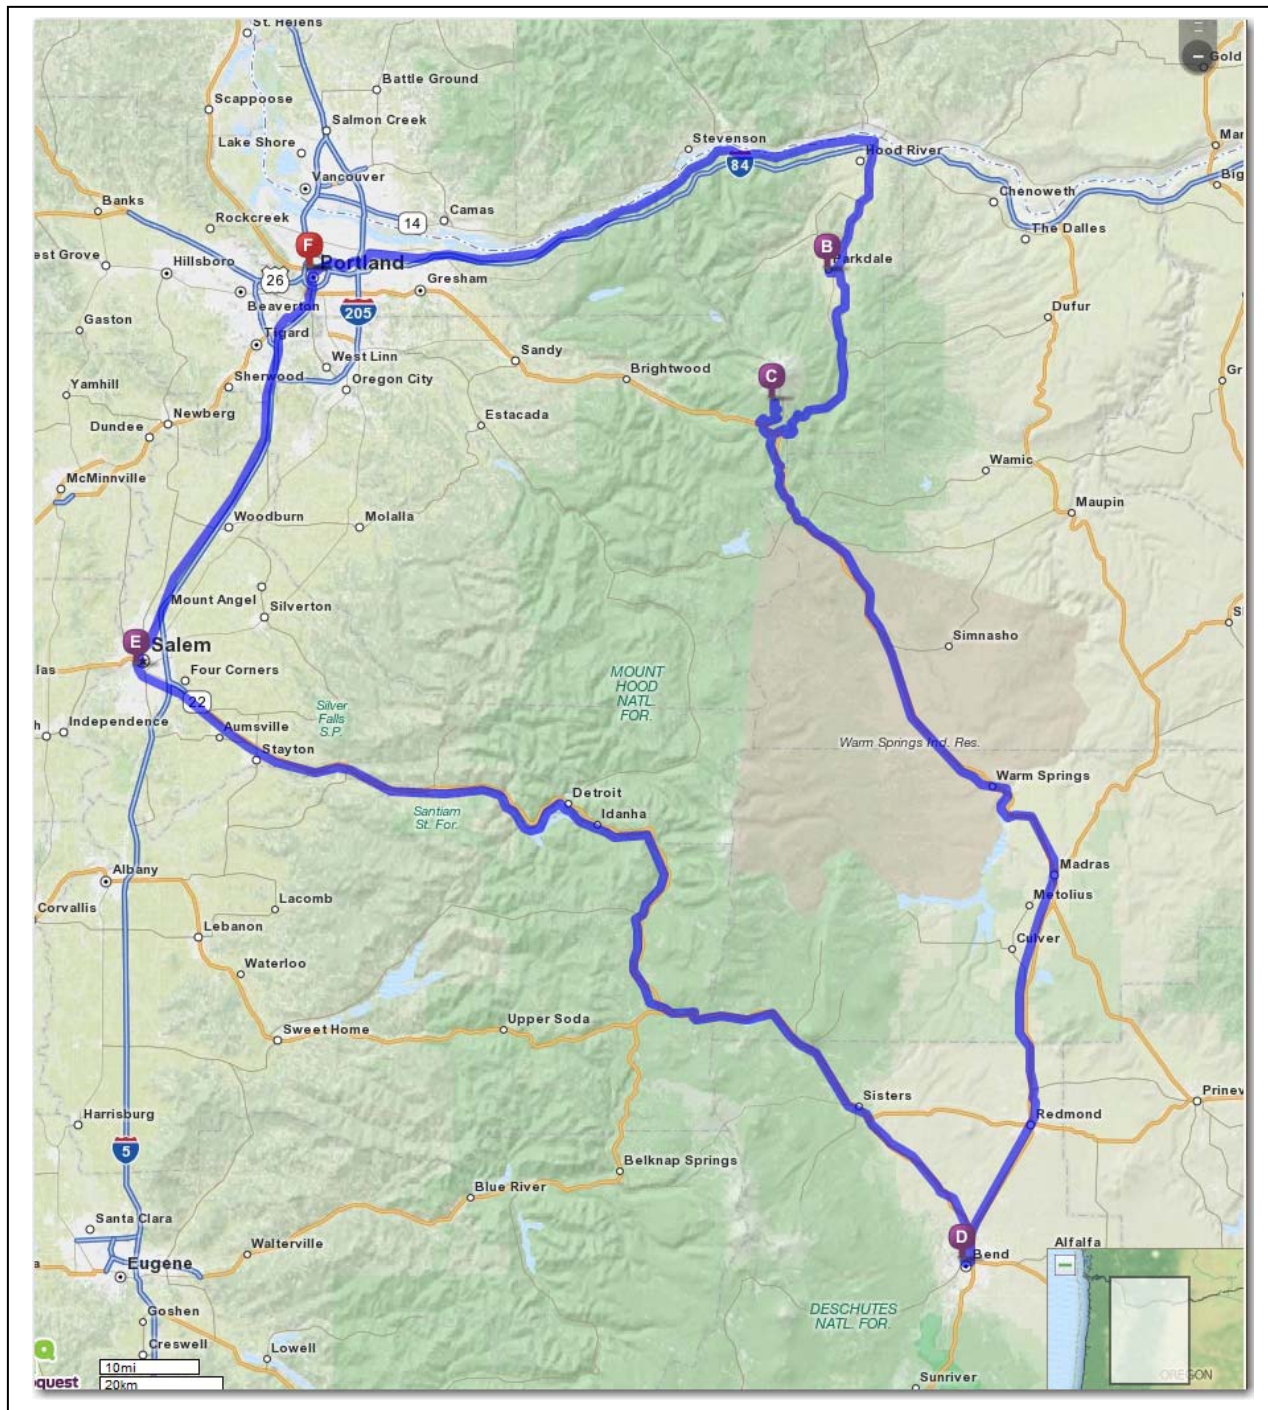 St. Helens
Gold
Battle Ground
Scappoose
Salmon Creek
Stevenson
Lake Shore
Hood River
84
Vancouver
Chenoweth
Banks
Camas
14
Rockcreek
The Dalles
F
B
Portland
Parkdale
est Grove
Hillsboro
26
Gresham
Beaverton
205
Dufur
Gaston
Tigard
West Linn
Sandy
Brightwood
C
Sherwood
Oregon City
Gr
Yamhill
Newberg
Estacada
Dundee
Wamic
McMinnville
Maupin
Woodburn
Molalla
Mount Angel
Silverton
E
Salem
Simnasho
las
Four Corners
MOUNT
HOOD
NATL.
FOR.
22
Silver
Falls
S.P.
h
Independence
Aumsville
Stayton
Warm Springs Ind. Res.
Warm Springs
Detroit
Idanha
Santiam
St. For.
Albany
Madras
Metolius
Lacomb
Corvallis
Lebanon
Culver
Waterloo
Upper Soda
Sweet Home
Sisters
Prinev
Harrisburg
Redmond
5
Belknap Springs
Blue River
Santa Clara
Walterville
D
Alfalfa
Bend
Eugene
DESCHUTES
NATL. FOR.
Goshen
Creswell
Lowell
OREGON
10mi
Sunriver
quest
20km